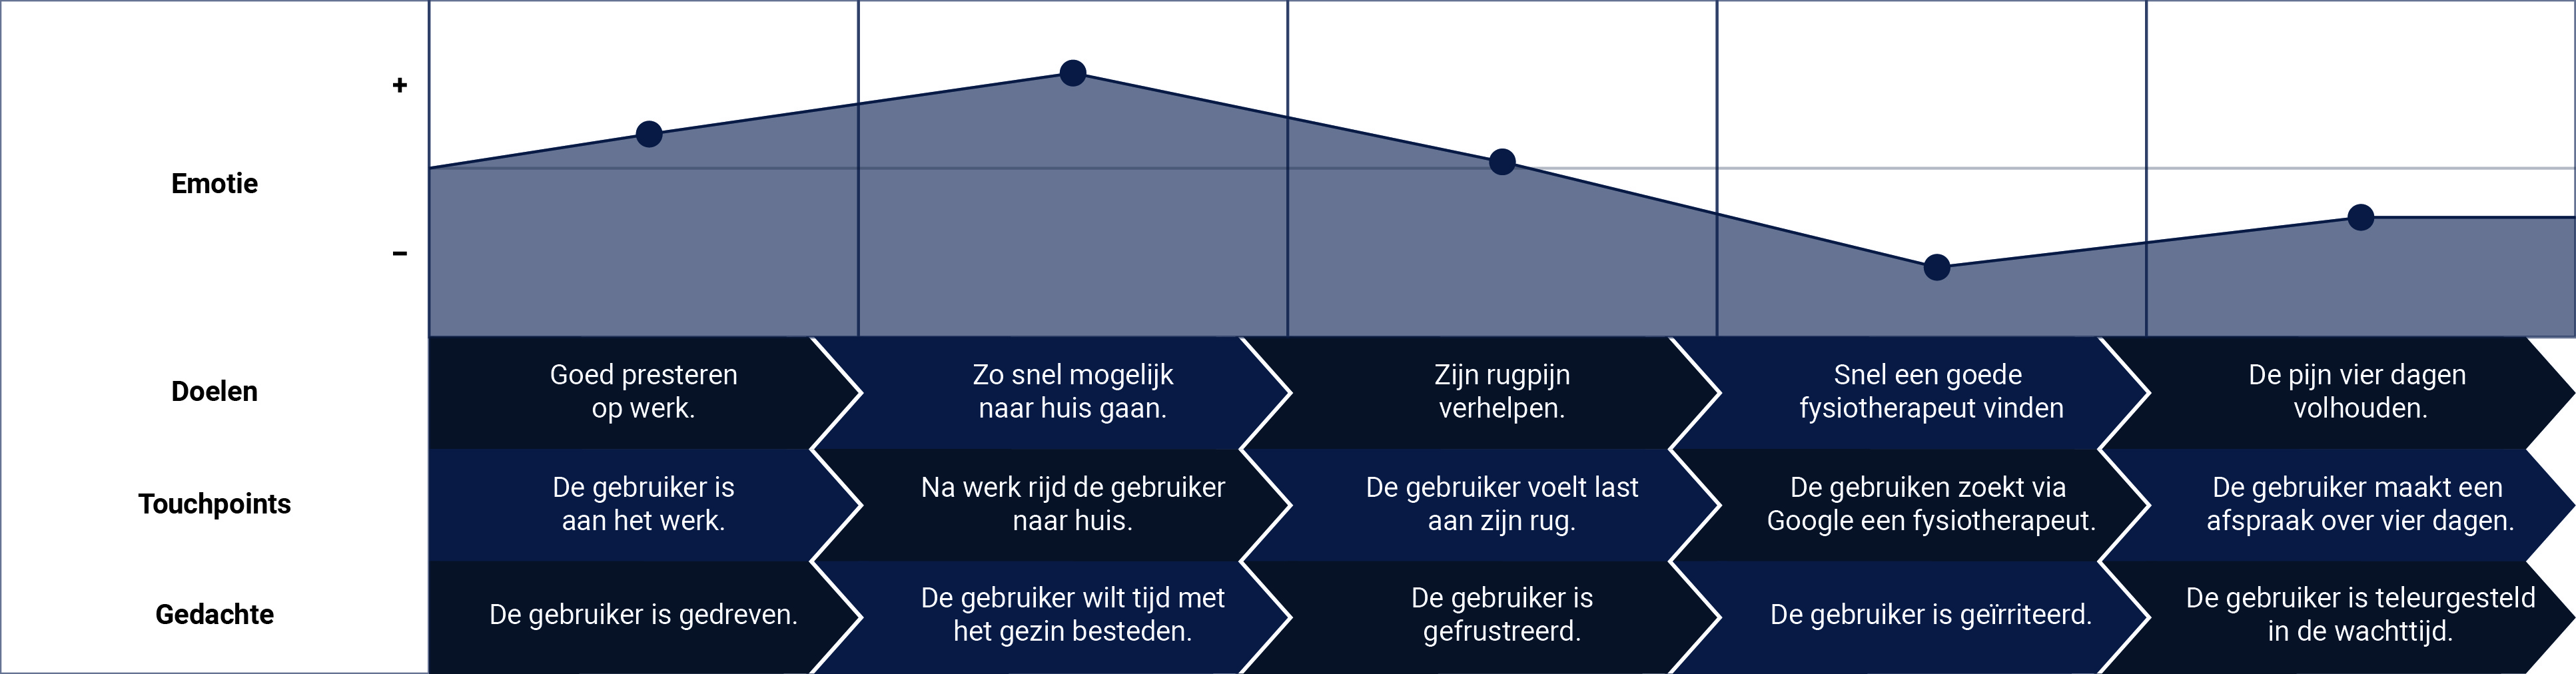 +
Emotie
–
Doelen
Goed presteren
op werk.
Zo snel mogelijk
naar huis gaan.
Zijn rugpijn
verhelpen.
Snel een goede
fysiotherapeut vinden
De pijn vier dagen
volhouden.
Touchpoints
De gebruiker is
aan het werk.
Na werk rijd de gebruiker
naar huis.
De gebruiker voelt last
aan zijn rug.
De gebruiken zoekt via
Google een fysiotherapeut.
De gebruiker maakt een
afspraak over vier dagen.
Gedachte
De gebruiker is gedreven.
De gebruiker wilt tijd met
het gezin besteden.
De gebruiker is
gefrustreerd.
De gebruiker is geïrriteerd.
De gebruiker is teleurgesteld
in de wachttijd.